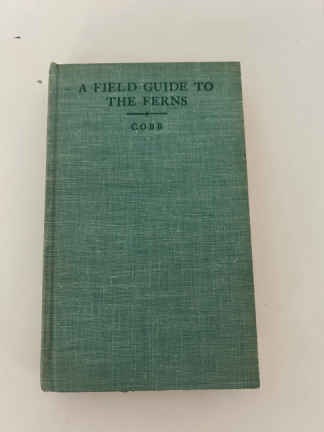 A FIELD GUIDE TO
THE FERNS
COBB